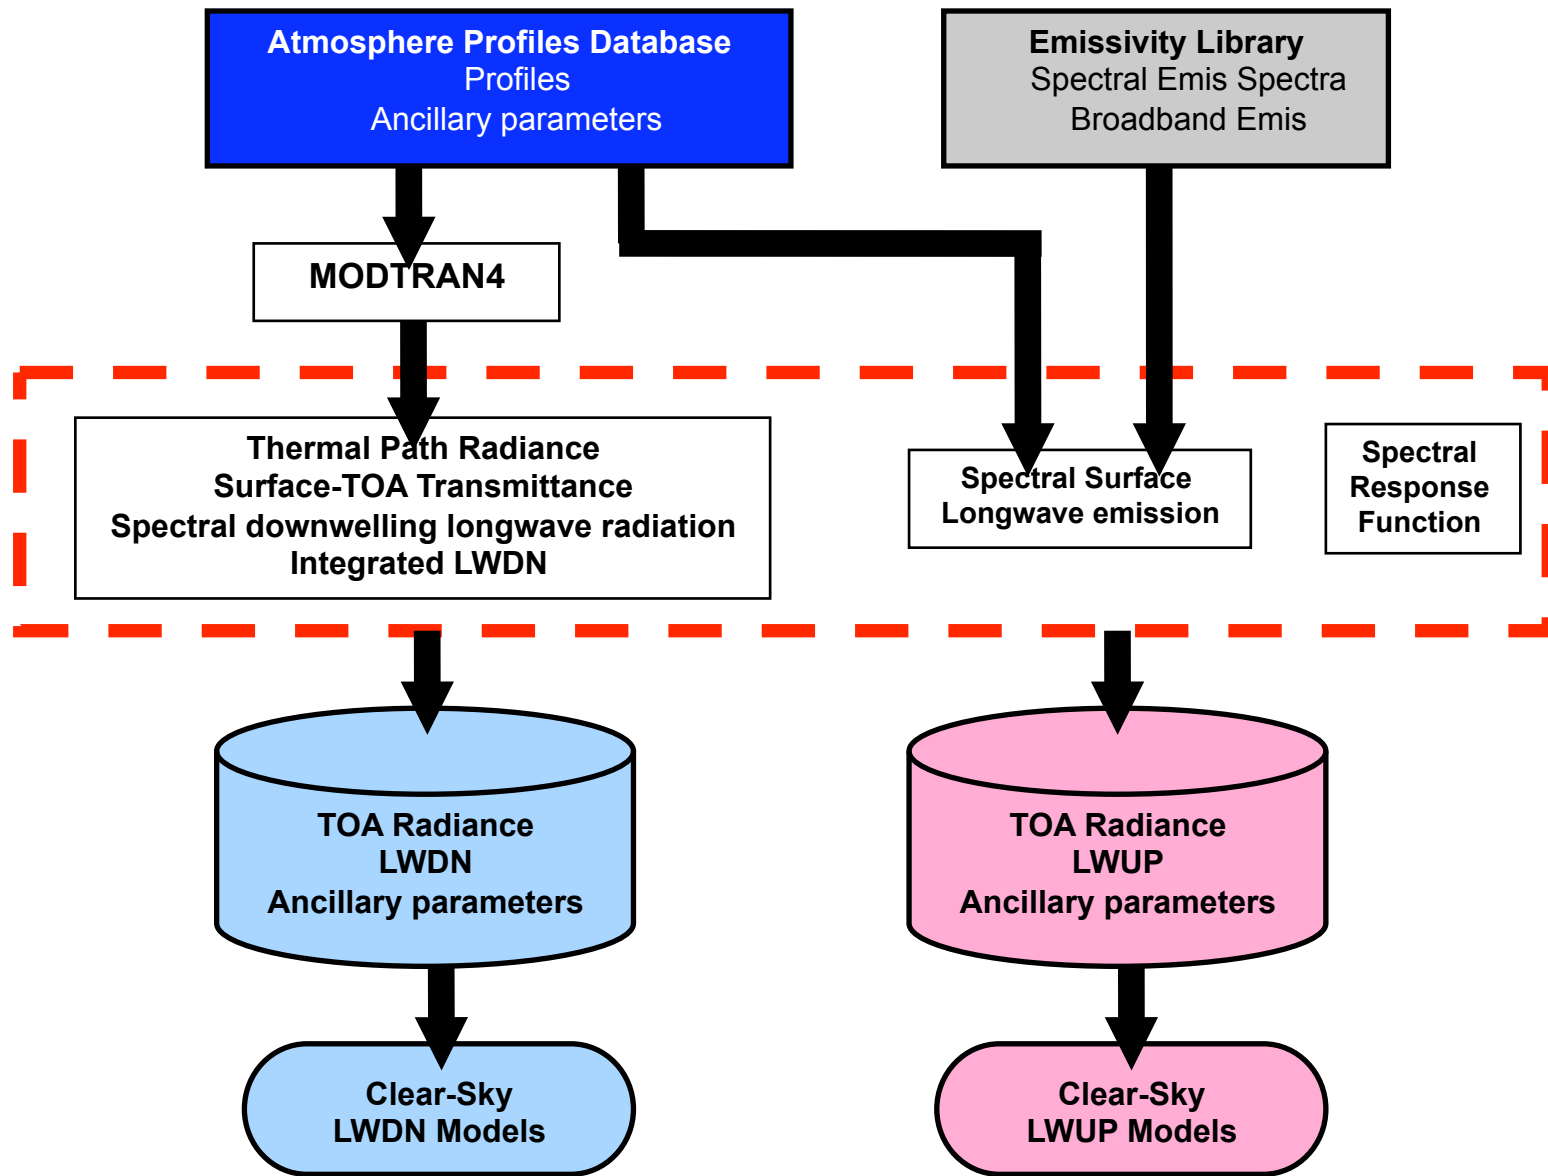 Atmosphere Profiles Database
Profiles
Ancillary parameters
Emissivity Library
Spectral Emis Spectra
Broadband Emis
MODTRAN4
Thermal Path Radiance
Surface-TOA Transmittance
Spectral downwelling longwave radiation
Integrated LWDN
Spectral Surface
Longwave emission
Spectral
Response
Function
TOA Radiance
LWDN
Ancillary parameters
TOA Radiance
LWUP
Ancillary parameters
Clear-Sky
LWDN Models
Clear-Sky
LWUP Models